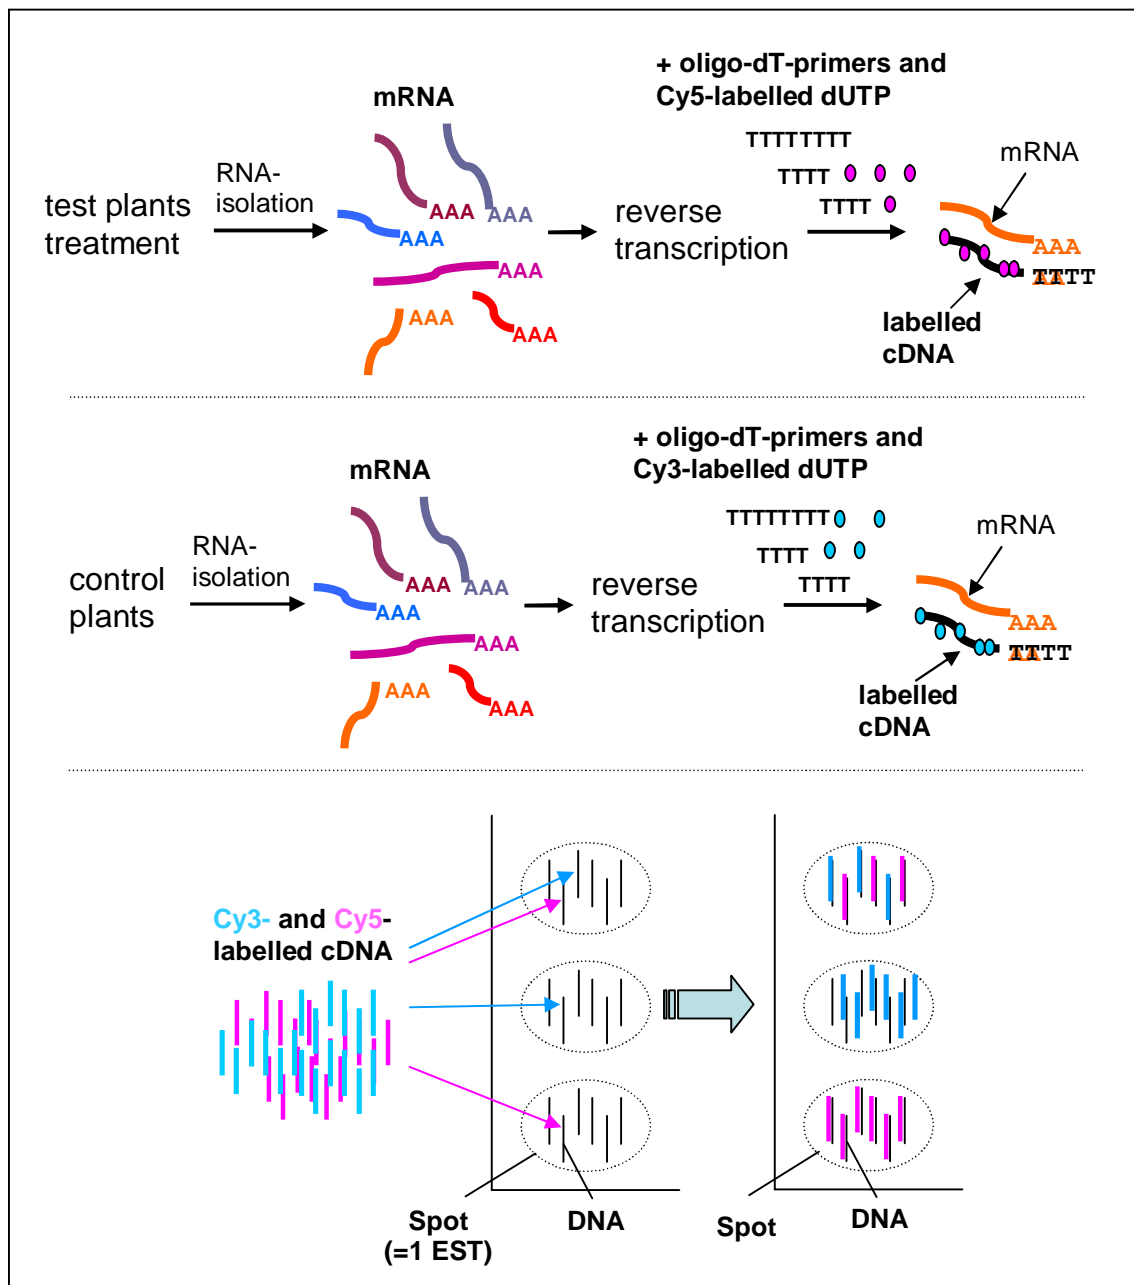 + oligo-dT-primers and
Cy5-labelled dUTP
mRNA
TTTTTTTT
TTTT
TTTT
RNA-
isolation
test plants
treatment
AAA
AAA
AAA
AAA
AAA
AAA
reverse
transcription
mRNA
AAA
TTTT
AA
labelled
cDNA
+ oligo-dT-primers and
Cy3-labelled dUTP
mRNA
TTTTTTTT
TTTT
TTTT
RNA-
isolation
control
plants
AAA
AAA
AAA
AAA
AAA
AAA
reverse
transcription
mRNA
AAA
TTTT
AA
labelled
cDNA
Cy3- and Cy5-
labelled cDNA
Spot
(=1 EST)
DNA
Spot
DNA